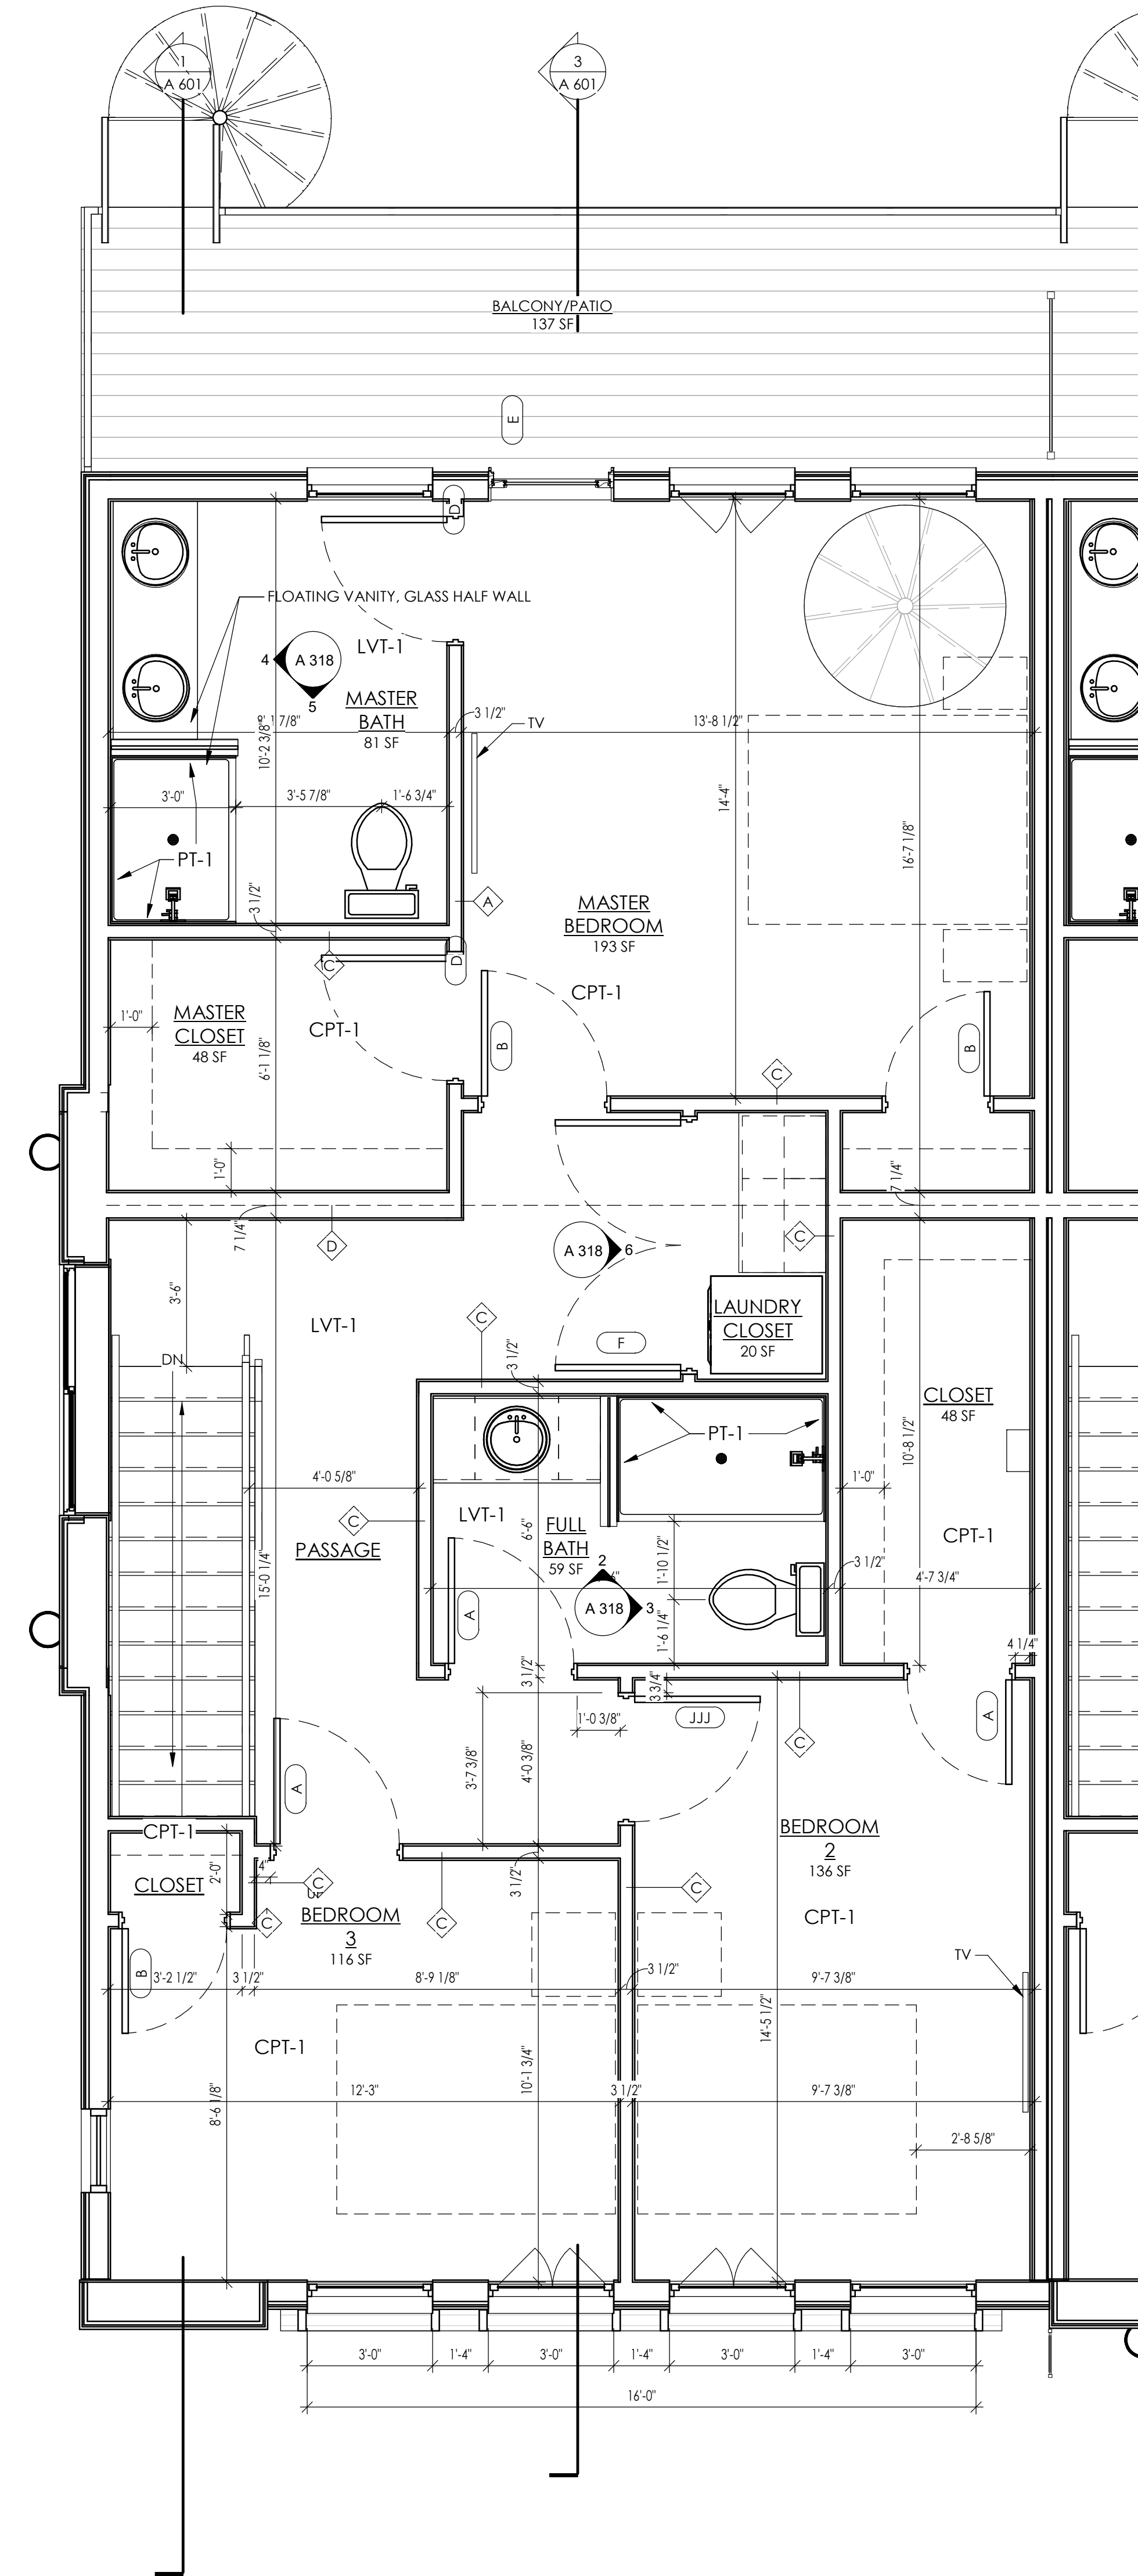 1
A 601
3
A 601
BALCONY/PATIO
137 SF
E
D
FLOATING VANITY, GLASS HALF WALL
LVT-1
4
A 318
5
MASTER
BATH
81 SF
1 7/8"
3 1/2"
TV
13'-8 1/2"
10'-2 3/8"
3'-0"
3'-5 7/8"
1'-6 3/4"
14'-4"
16'-7 1/8"
PT-1
3 1/2"
A
MASTER
BEDROOM
193 SF
C
D
CPT-1
MASTER
CLOSET
48 SF
1'-0"
CPT-1
6'-1 1/8"
B
B
C
1'-0"
7 1/4"
7 1/4"
D
A 318
6
C
3'-6"
LVT-1
C
LAUNDRY
CLOSET
20 SF
F
3 1/2"
DN
CLOSET
48 SF
PT-1
10'-8 1/2"
4'-0 5/8"
1'-0"
LVT-1
C
FULL
BATH
59 SF
6'-6"
CPT-1
PASSAGE
15'-0 1/4"
2
1'-10 1/2"
3 1/2"
4'-7 3/4"
A
A 318
3
1'-6 1/4"
4 1/4"
3 1/2"
3 3/4"
1'-0 3/8"
JJJ
A
C
3'-7 3/8"
4'-0 3/8"
A
CPT-1
BEDROOM
2
136 SF
CLOSET
2'-0"
4"
C
3 1/2"
C
C
BEDROOM
3
116 SF
C
CPT-1
TV
B
3'-2 1/2"
3 1/2"
8'-9 1/8"
3 1/2"
9'-7 3/8"
14'-5 1/2"
CPT-1
10'-1 3/4"
12'-3"
3 1/2"
9'-7 3/8"
8'-6 1/8"
2'-8 5/8"
3'-0"
1'-4"
3'-0"
1'-4"
3'-0"
1'-4"
3'-0"
16'-0"